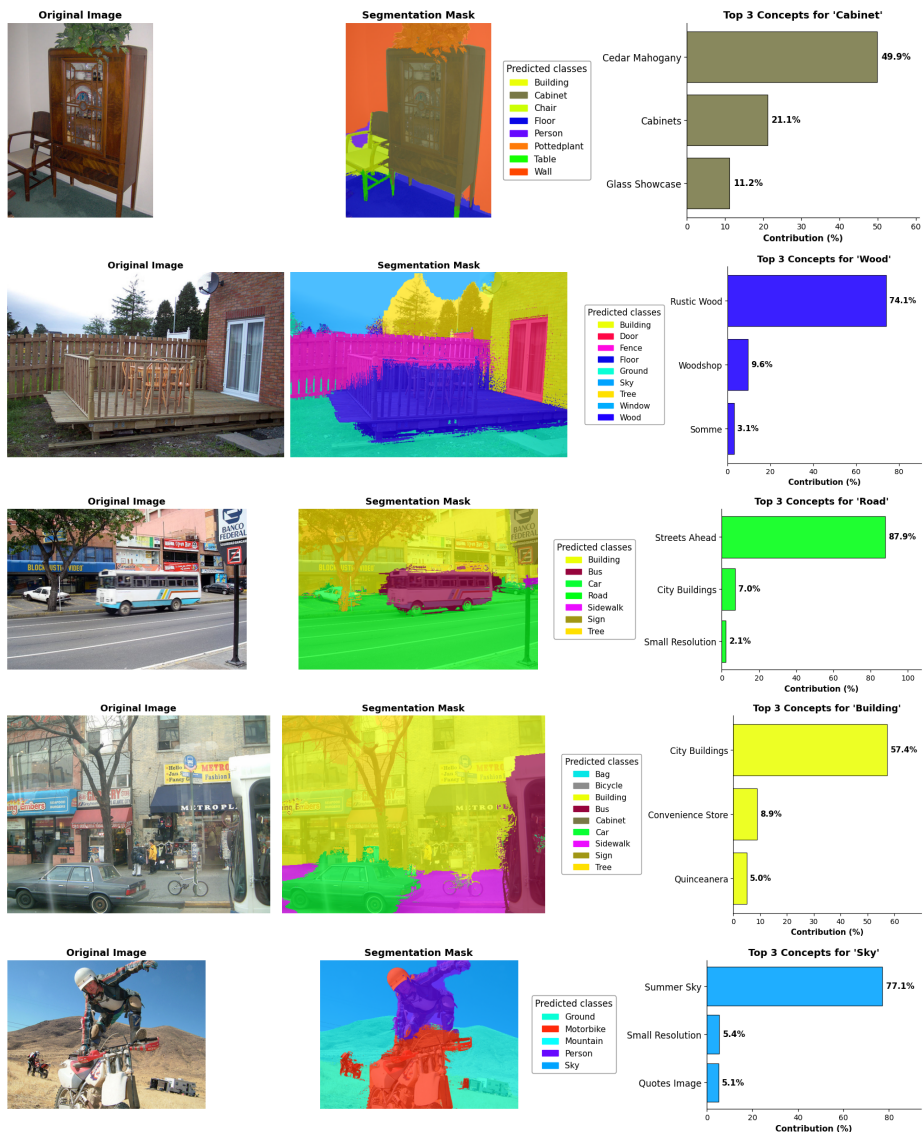 Original Image
Segmentation Mask
Top 3 Concepts for 'Cabinet'
Predicted classes
Building
Cabinet
Chair
Floor
Person
Pottedplant
Table
Wall
Cedar Mahogany
49.9%
Cabinets
21.1%
Glass Showcase
11.2%
0 10 20 30 40 50 60
Contribution (%)
Original Image
Segmentation Mask
Top 3 Concepts for 'Wood'
Predicted classes
Building
Door
Fence
Floor
Ground
Sky
Tree
Window
Wood
Rustic Wood
74.1%
Woodshop
9.6%
Somme
3.1%
0 20 40 60 80
Contribution (%)
Original Image
Segmentation Mask
Top 3 Concepts for 'Road'
BANCO
FEDERAL
E
BLOCKBUSTER VIDEO
Predicted classes
Building
Bus
Car
Road
Sidewalk
Sign
Tree
Streets Ahead
87.9%
City Buildings
7.0%
Small Resolution
2.1%
0 20 40 60 80 100
Contribution (%)
Original Image
Segmentation Mask
Top 3 Concepts for 'Building'
METRO
Fashion
METROPL
Embers
Predicted classes
Bag
Bicycle
Building
Bus
Cabinet
Car
Sidewalk
Sign
Tree
City Buildings
57.4%
Convenience Store
8.9%
Quinceanera
5.0%
0 10 20 30 40 50 60
Contribution (%)
Original Image
Segmentation Mask
Top 3 Concepts for 'Sky'
Predicted classes
Ground
Motorbike
Mountain
Person
Sky
Summer Sky
77.1%
Small Resolution
5.4%
Quotes Image
5.1%
0 20 40 60 80
Contribution (%)